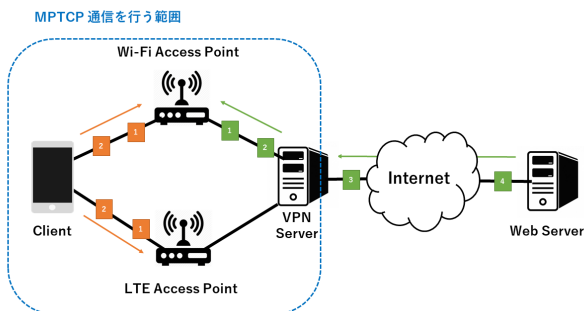 MPTCP 通信を行う範囲
Wi-Fi Access Point
2
1
1
2
Client
2
1
VPN
Server
3
Internet
4
Web Server
LTE Access Point